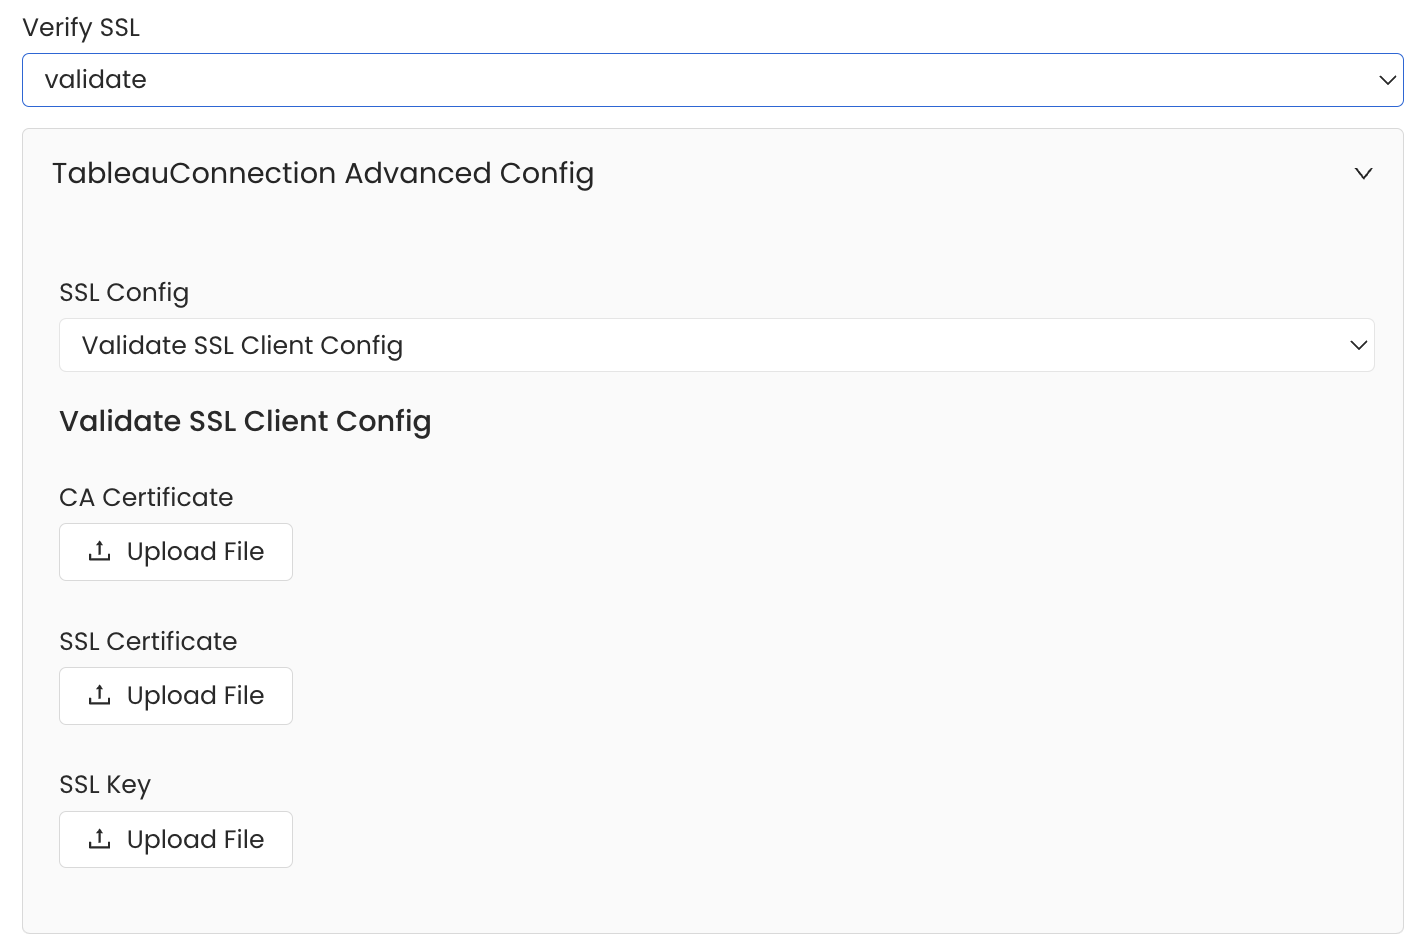 Verify SSL
validate
TableauConnection Advanced Config
SSL Config
Validate SSL Client Config
Validate SSL Client Config
CA Certificate
Upload File
SSL Certificate
Upload File
SSL Key
Upload File